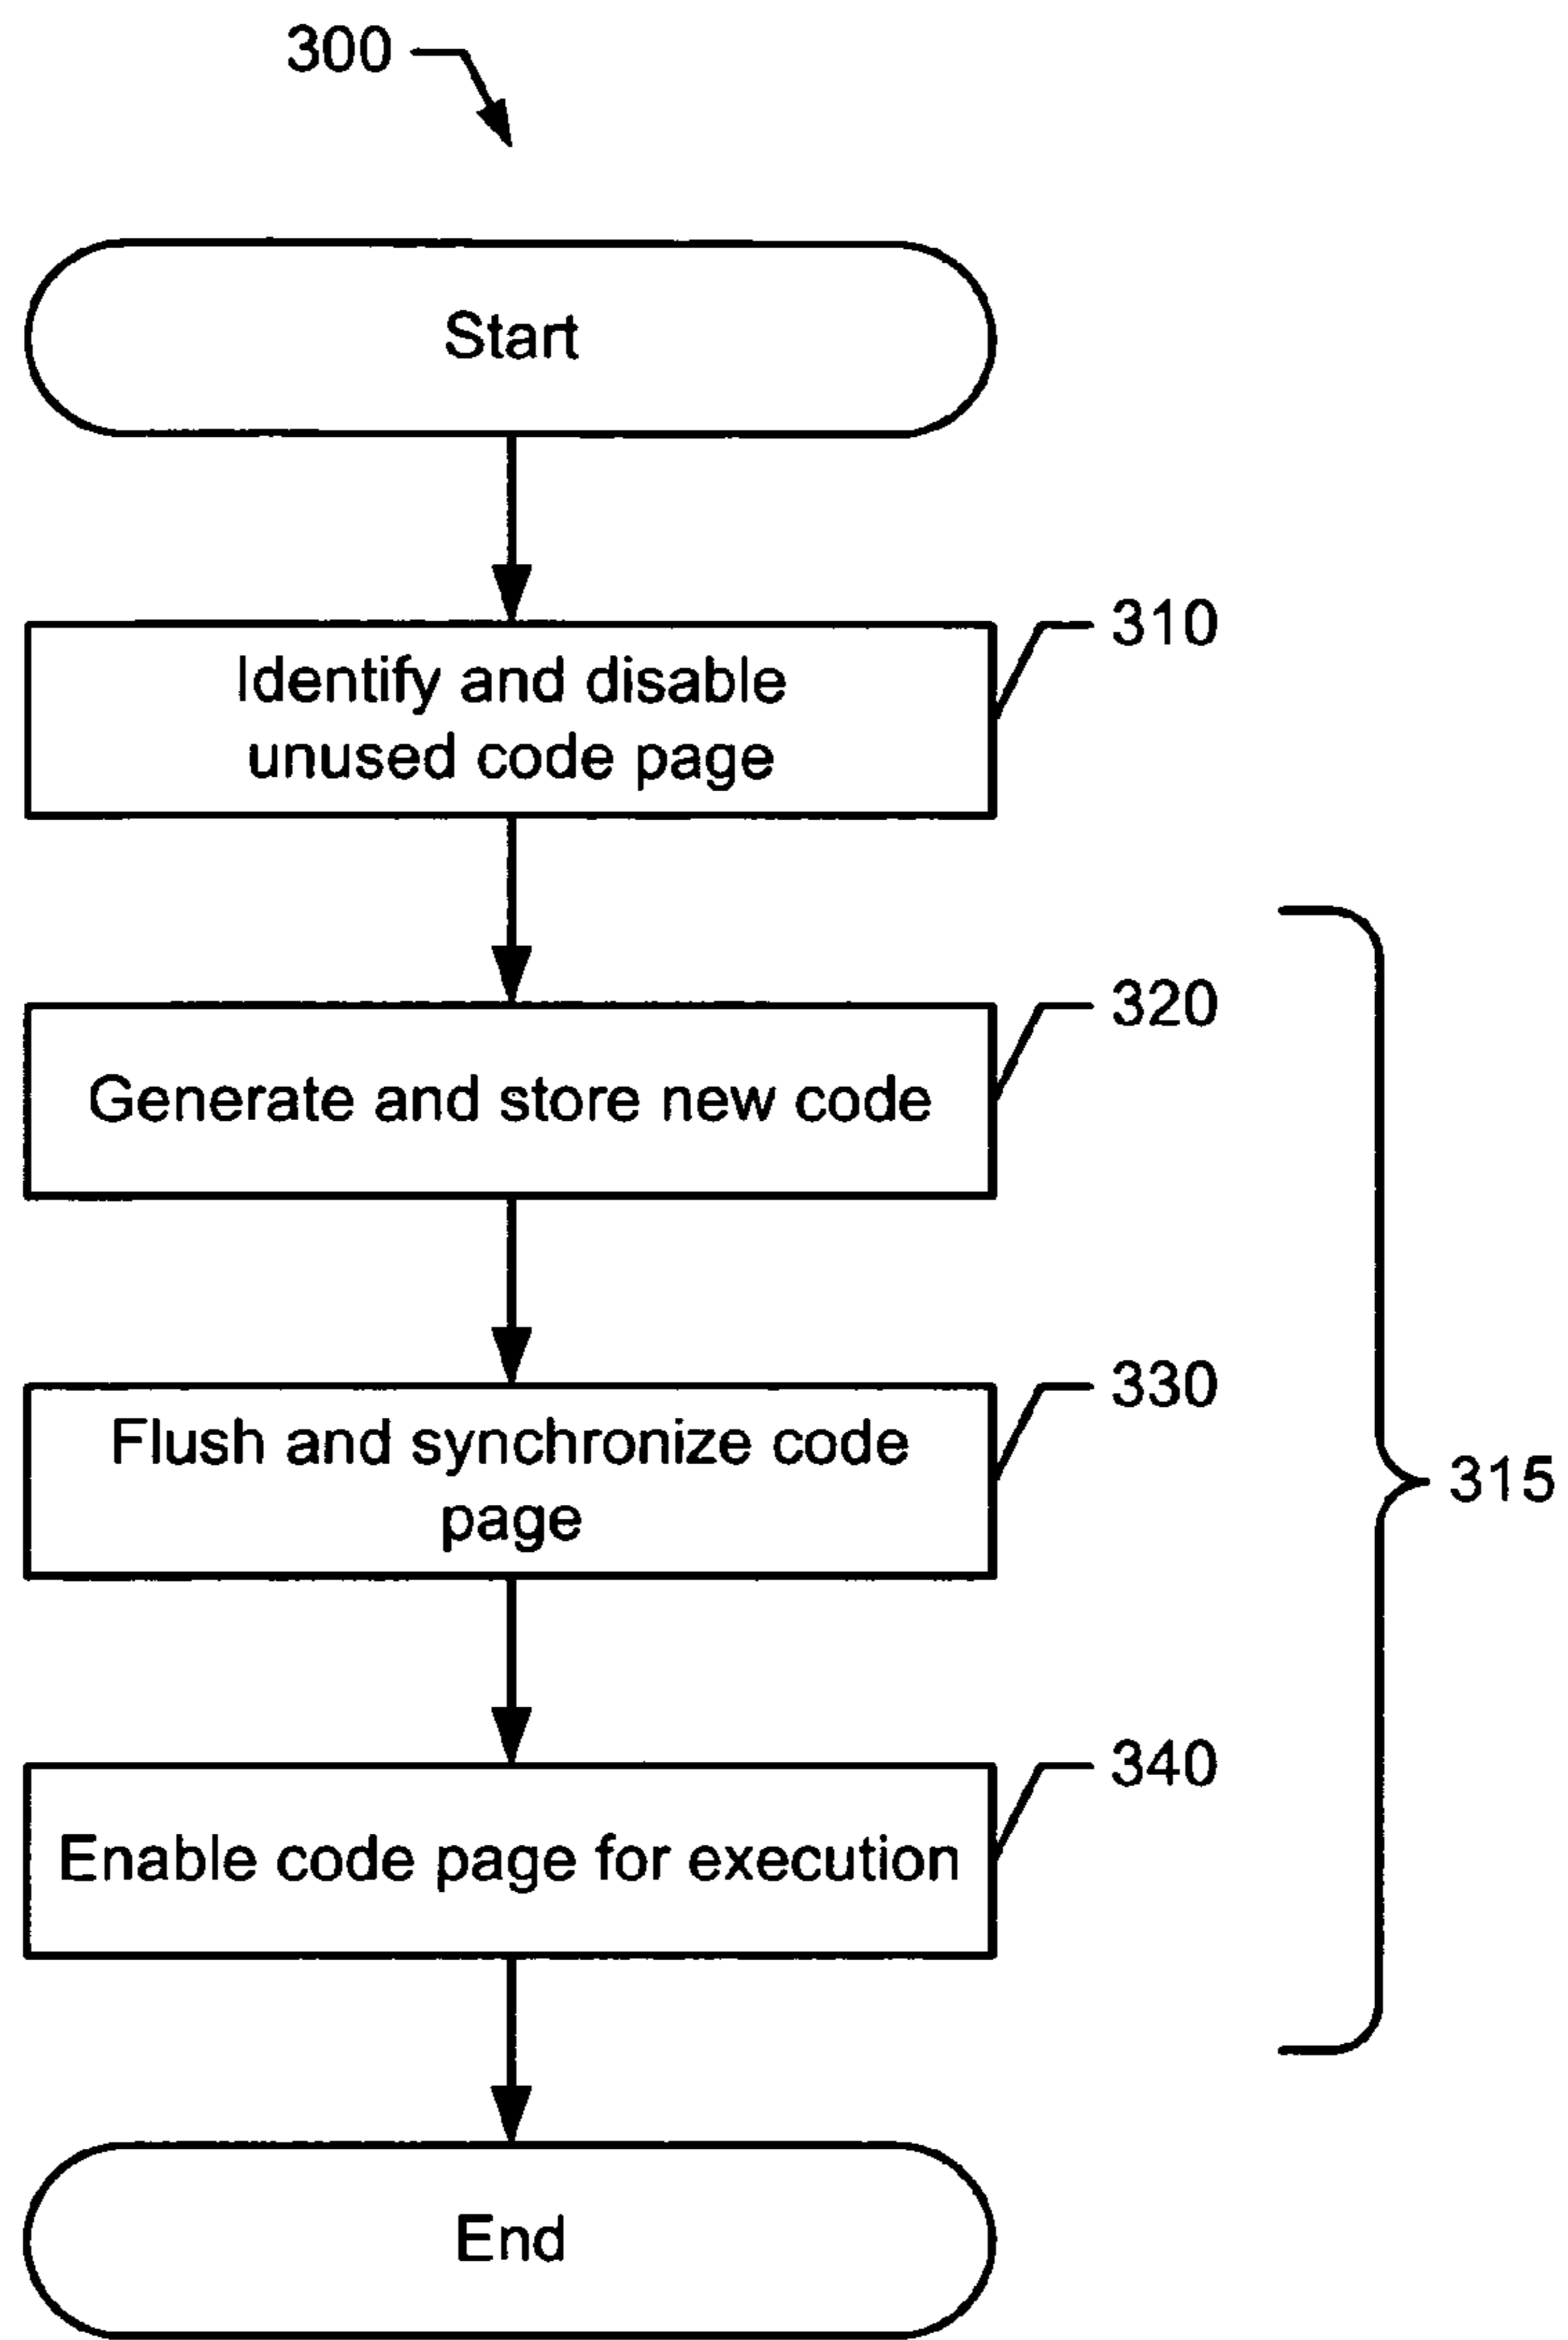 300
Start
310
Identify and disable
unused code page
320
Generate and store new code
330
Flush and synchronize code
page
315
340
Enable code page for execution
End